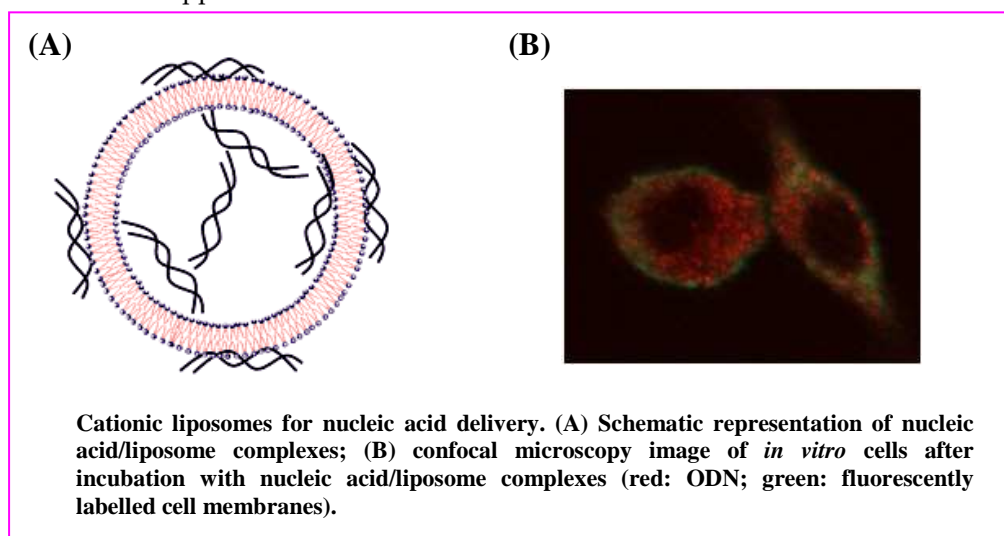 (A)
(B)
Cationic liposomes for nucleic acid delivery. (A) Schematic representation of nucleic
acid/liposome complexes; (B) confocal microscopy image of in vitro cells after
incubation with nucleic acid/liposome complexes (red: ODN; green: fluorescently
labelled cell membranes).